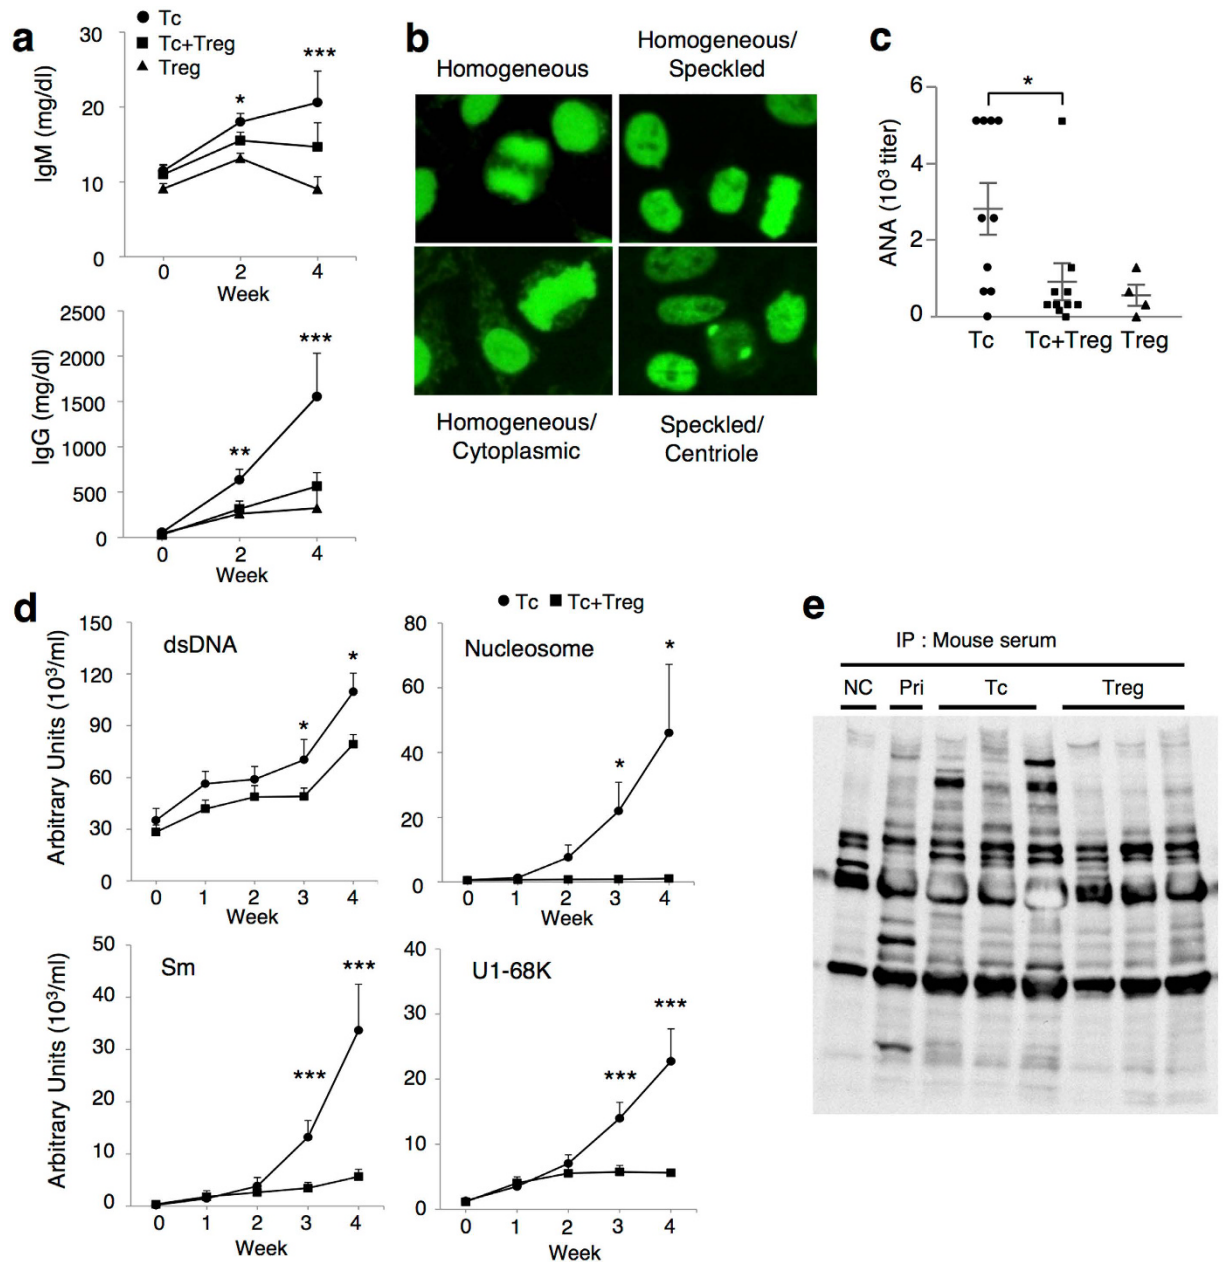 a
Tc
Tc+Treg
Treg
IgM (mg/dl)
30
20
10
0
*
***
0 2 4
Week
IgG (mg/dl)
2500
2000
1500
1000
500
0
**
***
0 2 4
Week
b
Homogeneous
Homogeneous/
Speckled
Homogeneous/
Cytoplasmic
Speckled/
Centriole
c
ANA (10³ titer)
6
4
2
0
*
Tc Tc+Treg Treg
d
Tc Tc+Treg
Arbitrary Units (10³/ml)
150
120
90
60
30
0
dsDNA
*
*
0 1 2 3 4
Week
80
60
40
20
0
Nucleosome
*
*
0 1 2 3 4
Week
Arbitrary Units (10³/ml)
50
40
30
20
10
0
Sm
***
***
0 1 2 3 4
Week
40
30
20
10
0
U1-68K
***
***
0 1 2 3 4
Week
e
IP : Mouse serum
NC Pri Tc Treg